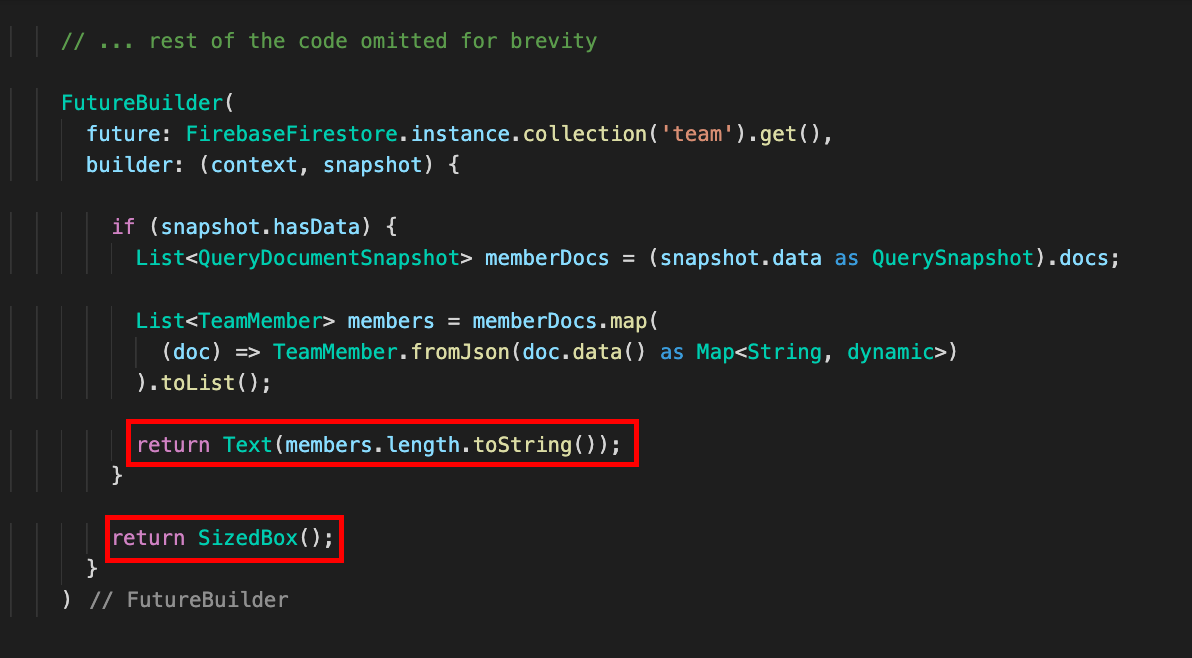 // ... rest of the code omitted for brevity
FutureBuilder(
future: FirebaseFirestore.instance.collection('team').get(),
builder: (context, snapshot) {
if (snapshot.hasData) {
List<QueryDocumentSnapshot> memberDocs = (snapshot.data as QuerySnapshot).docs;
List<TeamMember> members = memberDocs.map(
(doc) => TeamMember.fromJson(doc.data() as Map<String, dynamic>)
).toList();
return Text(members.length.toString());
}
return SizedBox();
}
) // FutureBuilder